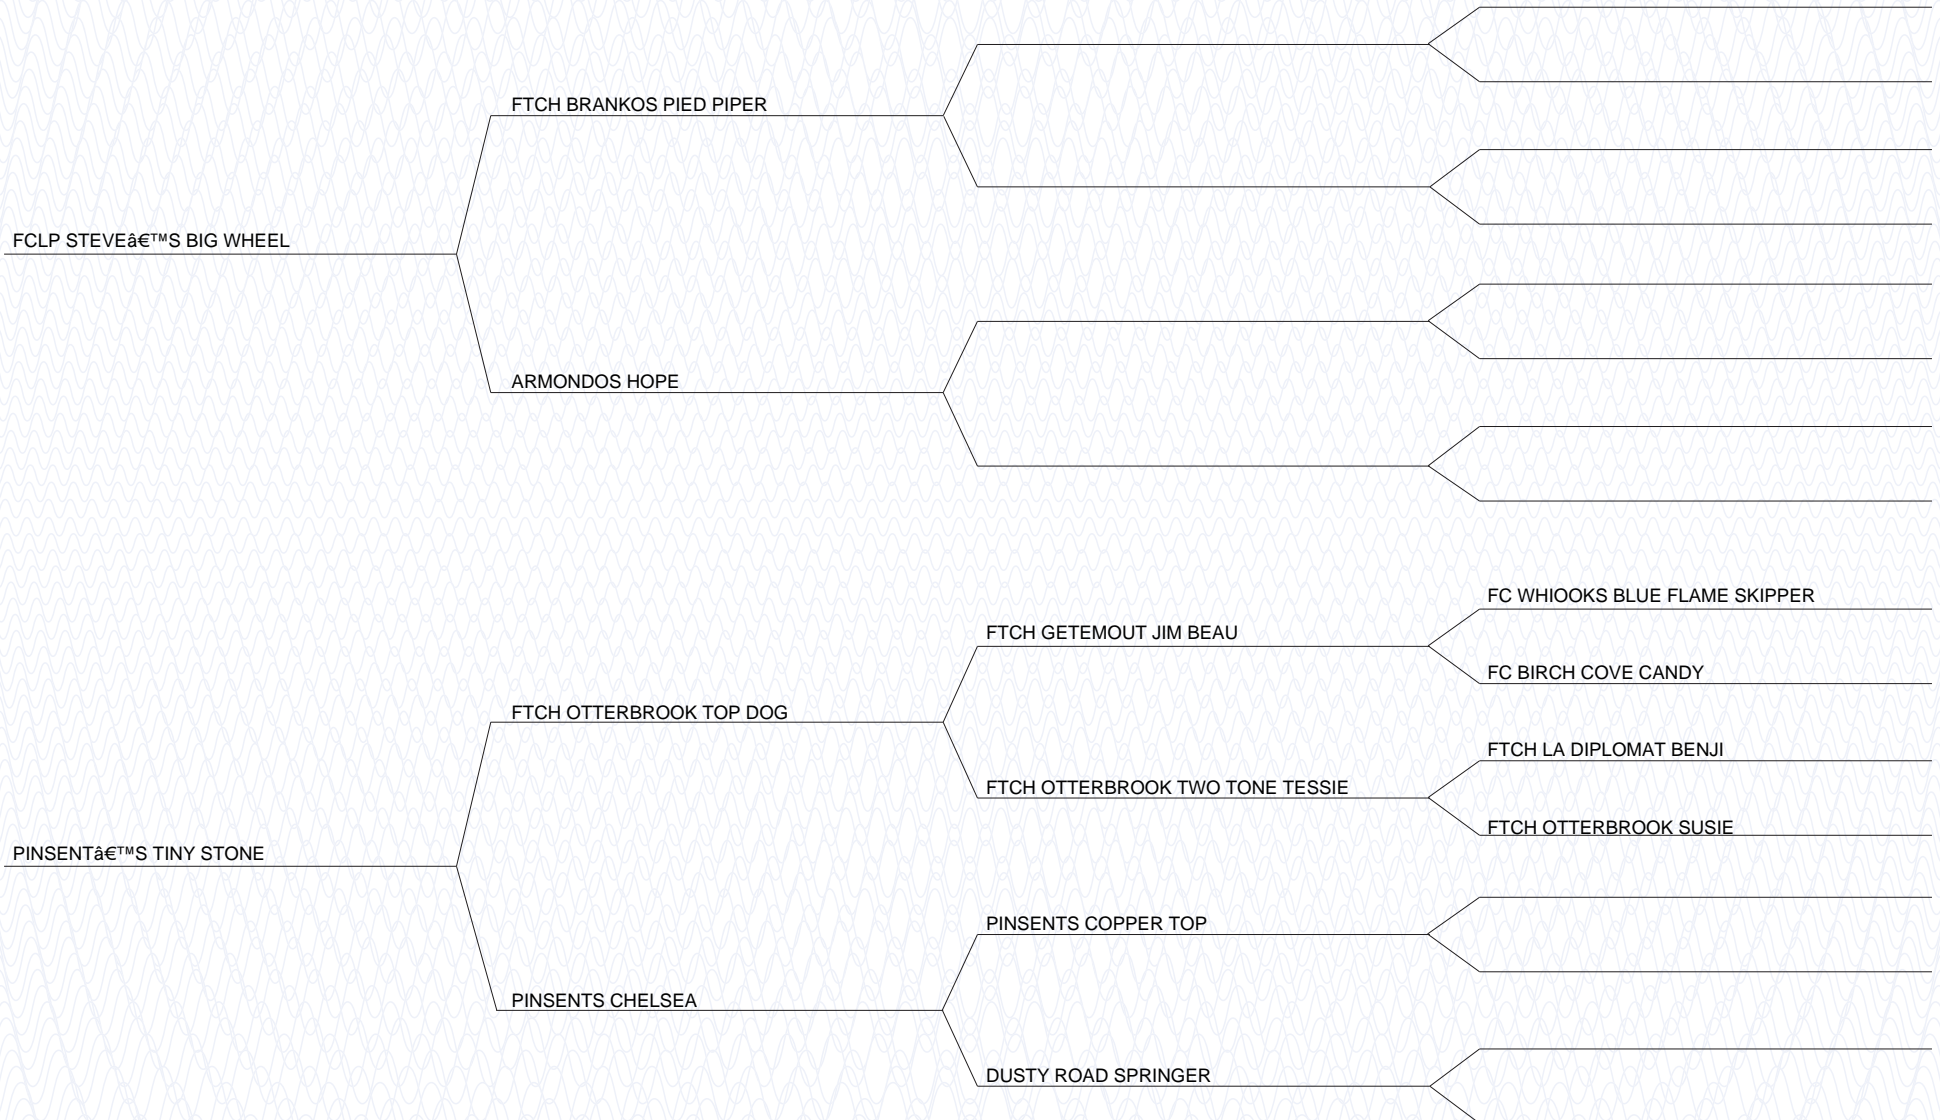 FTCH BRANKOS PIED PIPER
FCLP STEVEâ€™S BIG WHEEL
ARMONDOS HOPE
FC WHIOOKS BLUE FLAME SKIPPER
FTCH GETEMOUT JIM BEAU
FC BIRCH COVE CANDY
FTCH OTTERBROOK TOP DOG
FTCH LA DIPLOMAT BENJI
FTCH OTTERBROOK TWO TONE TESSIE
FTCH OTTERBROOK SUSIE
PINSENTâ€™S TINY STONE
PINSENTS COPPER TOP
PINSENTS CHELSEA
DUSTY ROAD SPRINGER